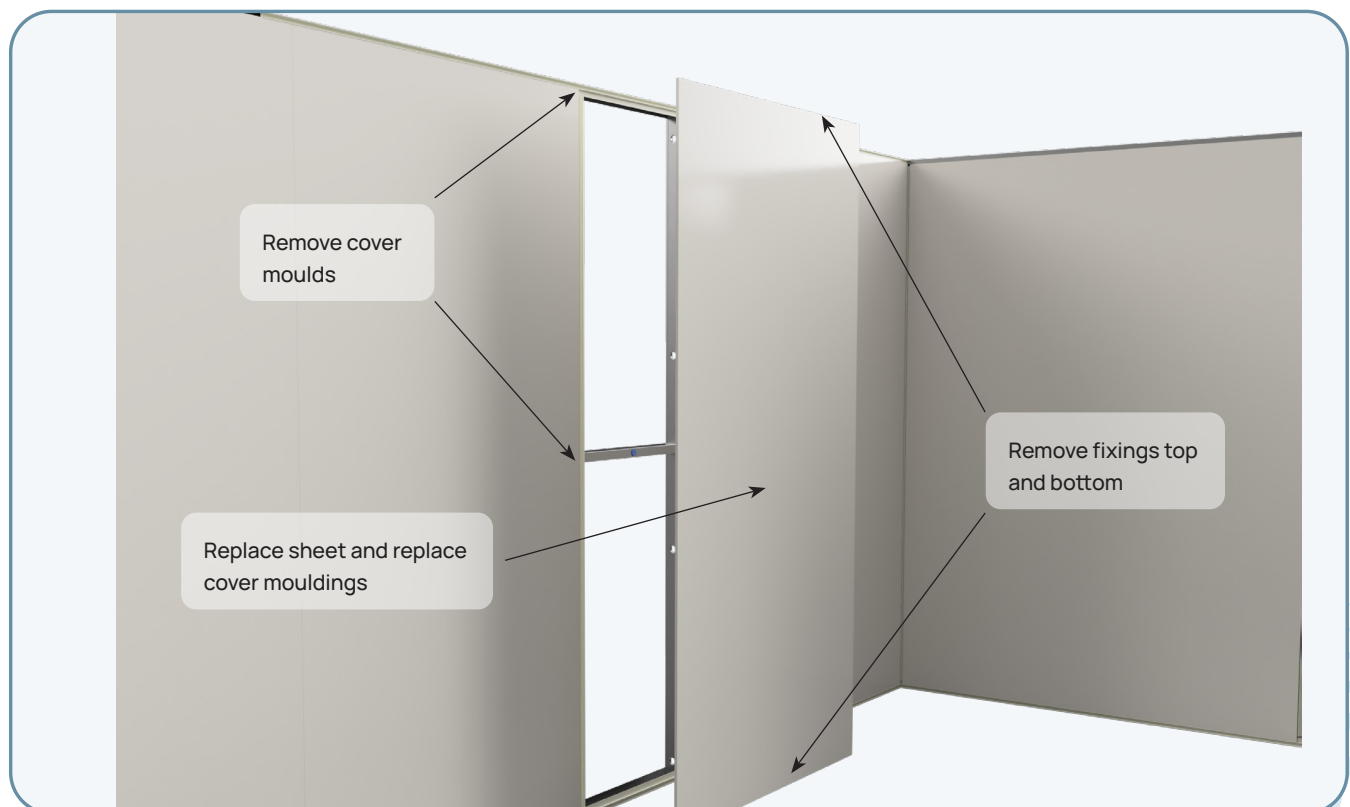 Remove cover
moulds
Replace sheet and replace
cover mouldings
Remove fixings top
and bottom